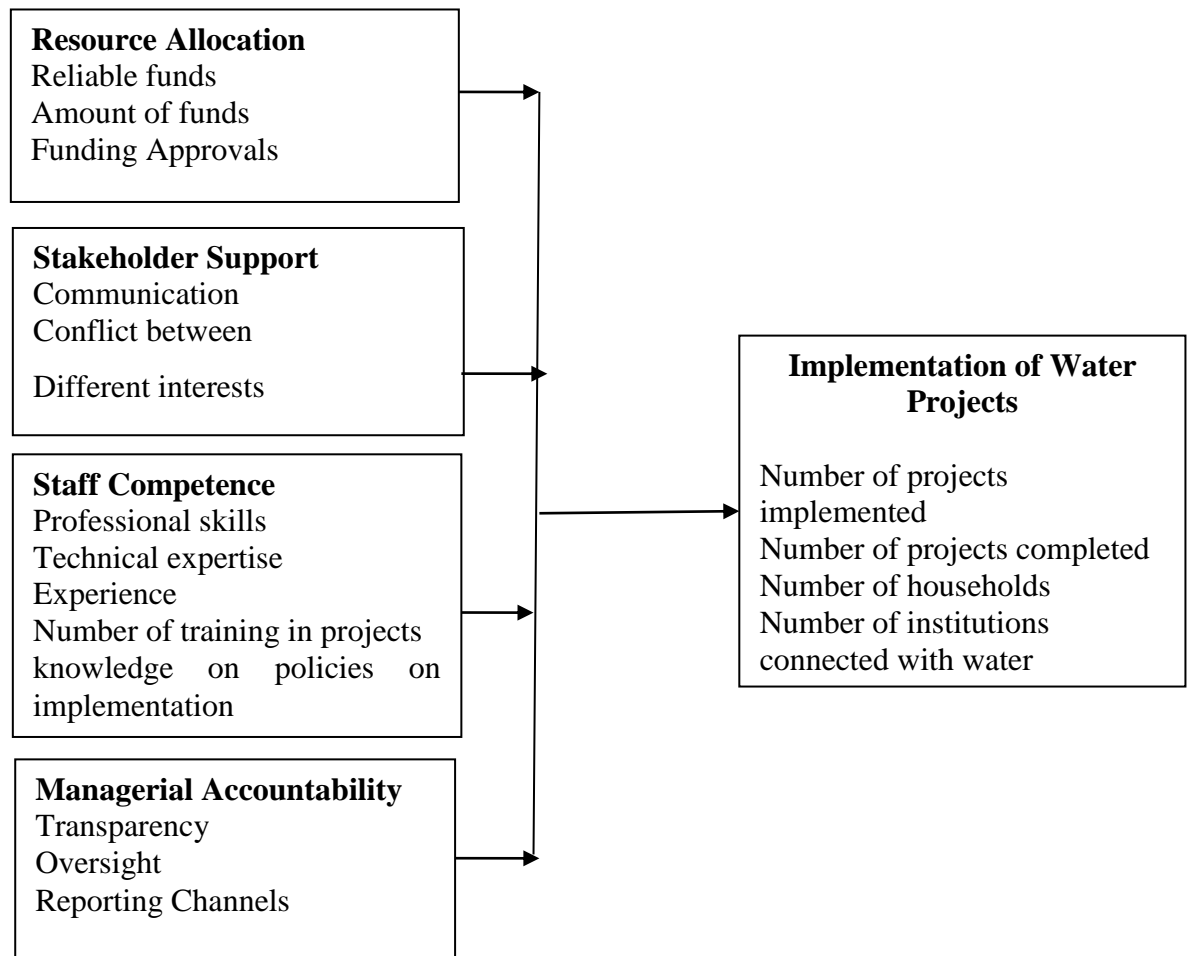 Resource Allocation
Reliable funds
Amount of funds
Funding Approvals
Stakeholder Support
Communication
Conflict between
Different interests
Staff Competence
Professional skills
Technical expertise
Experience
Number of training in projects
knowledge on policies on
implementation
Managerial Accountability
Transparency
Oversight
Reporting Channels
Implementation of Water
Projects
Number of projects
implemented
Number of projects completed
Number of households
Number of institutions
connected with water